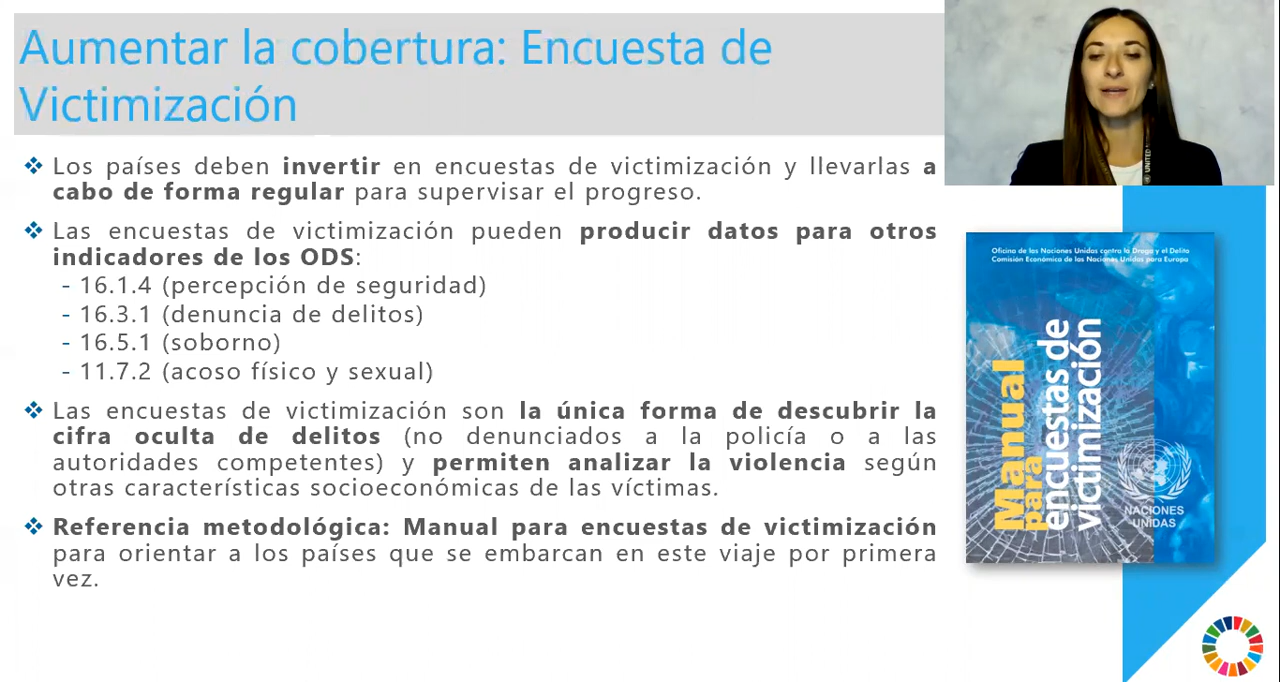 Aumentar la cobertura: Encuesta de
Victimización
❖ Los países deben invertir en encuestas de victimización y llevarlas a
cabo de forma regular para supervisar el progreso.
❖ Las encuestas de victimización pueden producir datos para otros
indicadores de los ODS:
- 16.1.4 (percepción de seguridad)
- 16.3.1 (denuncia de delitos)
- 16.5.1 (soborno)
- 11.7.2 (acoso físico y sexual)
❖ Las encuestas de victimización son la única forma de descubrir la
cifra oculta de delitos (no denunciados a la policía o a las
autoridades competentes) y permiten analizar la violencia según
otras características socioeconómicas de las víctimas.
❖ Referencia metodológica: Manual para encuestas de victimización
para orientar a los países que se embarcan en este viaje por primera
vez.
UNITED
Oficina de las Naciones Unidas contra la Droga y el Delito
Comisión Económica de las Naciones Unidas para Europa
Manual
para
encuestas de
victimización
NACIONES
UNIDAS